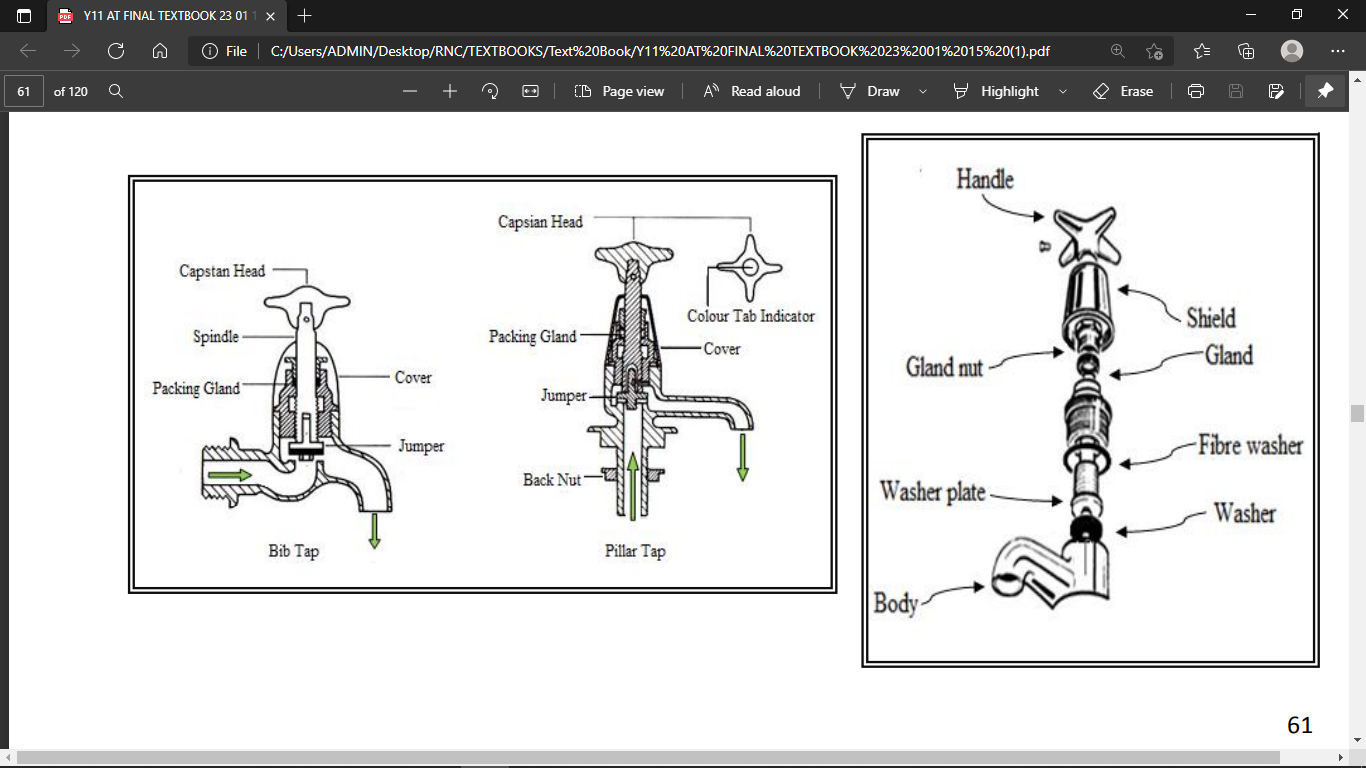 Y11 AT FINAL TEXTBOOK 23 01 1
File
C:/Users/ADMIN/Desktop/RNC/TEXTBOOKS/Text%20Book/Y11%20AT%20FINAL%20TEXTBOOK%2023%2001%2015%20(1).pdf
61 of 120
Page view
Read aloud
Draw
Highlight
Erase
Capstan Head
Spindle
Packing Gland
Cover
Jumper
Bib Tap
Capsian Head
Colour Tab Indicator
Packing Gland
Cover
Jumper
Back Nut
Pillar Tap
Handle
B
Shield
Gland nut
Gland
Fibre washer
Washer plate
Washer
Body
61